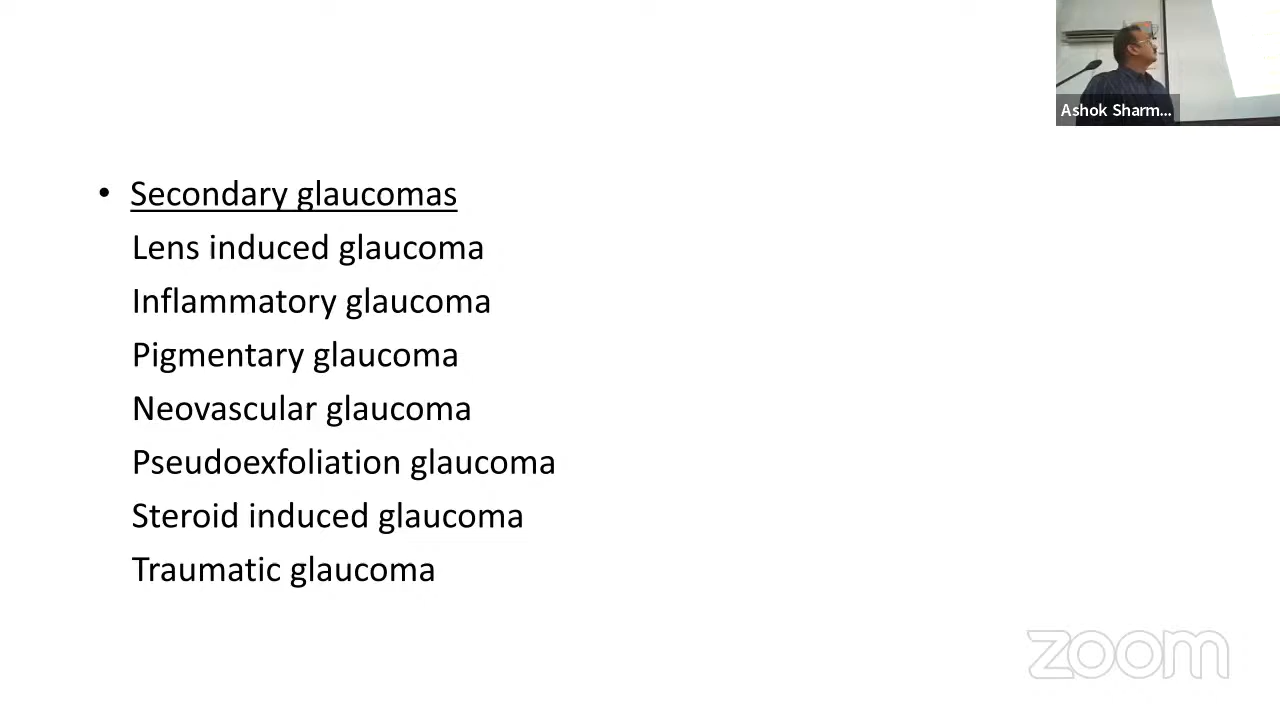 Ashok Sharm...
• Secondary glaucomas
Lens induced glaucoma
Inflammatory glaucoma
Pigmentary glaucoma
Neovascular glaucoma
Pseudoexfoliation glaucoma
Steroid induced glaucoma
Traumatic glaucoma
zoom